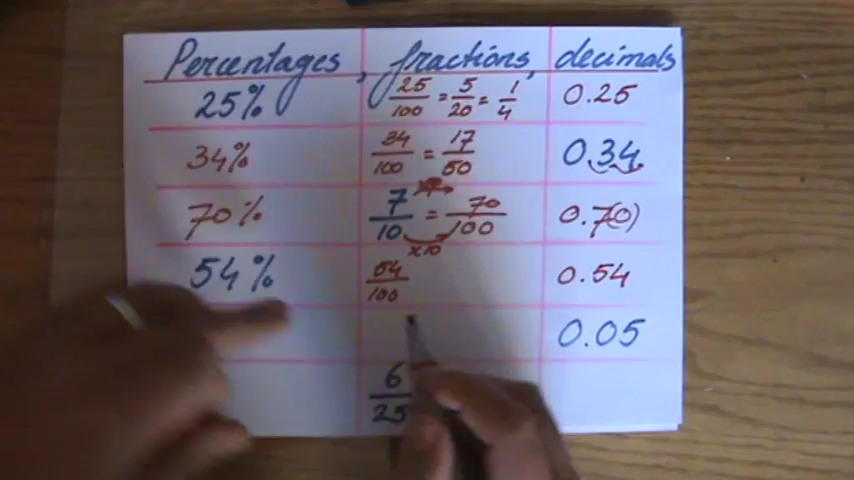 Percentages, fractions, decimals
25% 25/100 = 5/20 = 1/4 0.25
34% 34/100 = 17/50 0.34
70% 7/10 = 70/100 0.7(0)
x10
54% 54/100 0.54
0.05
6/25